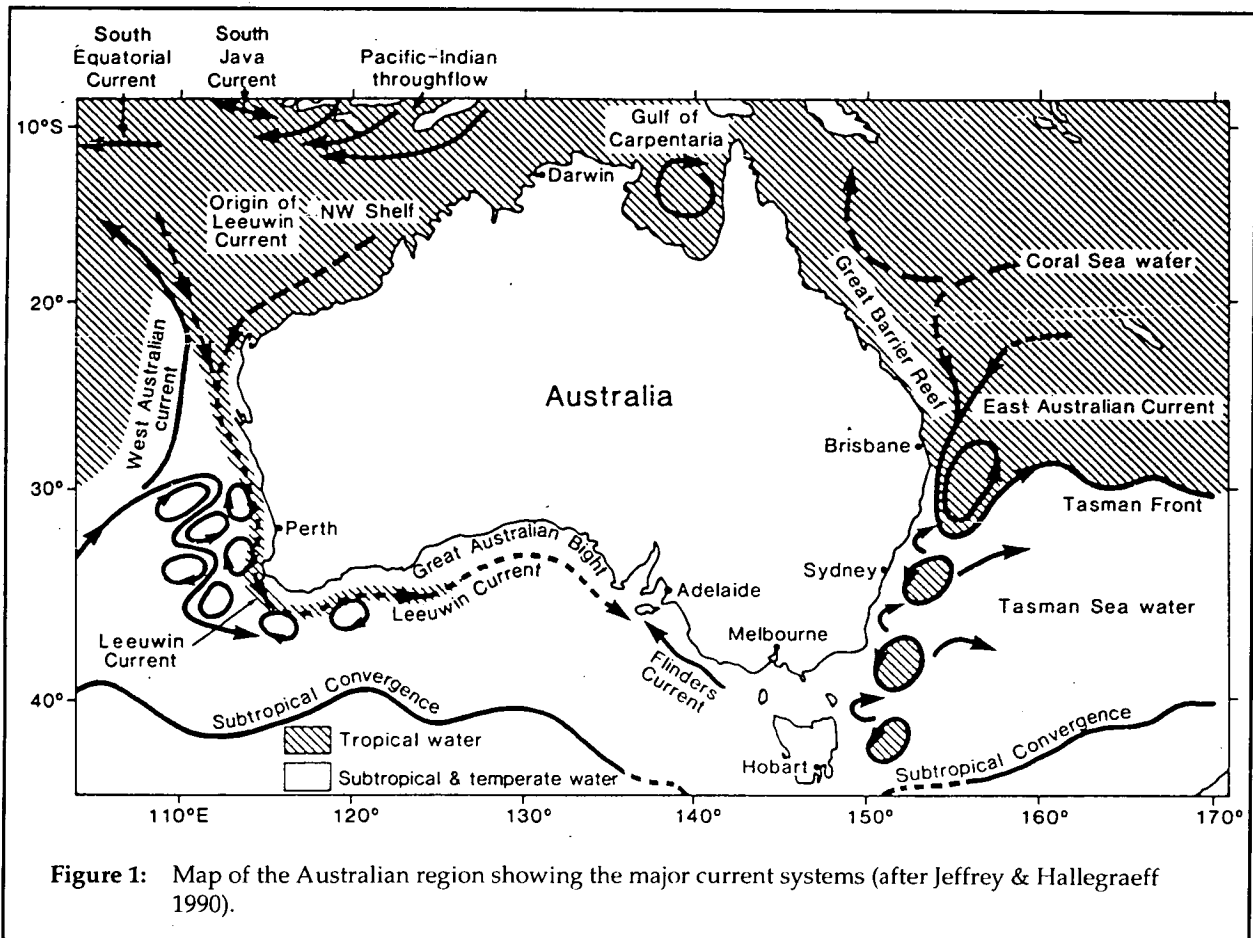 South
Equatorial
Current
South
Java
Current
Pacific-Indian
throughflow
10°S
20°
30°
40°
Gulf of
Carpentaria
Darwin
Origin of
Leeuwin
Current
NW Shelf
Coral Sea water
Great Barrier Reef
West Australian
current
Australia
East Australian Current
Brisbane
Tasman Front
Perth
Great Australian Bight
Leeuwin Current
Adelaide
Sydney
Tasman Sea water
Melbourne
Leeuwin
Current
Flinders
Current
Subtropical Convergence
Tropical water
Subtropical & temperate water
Hobart
Subtropical Convergence
110°E
120°
130°
140°
150°
160°
170°
Figure 1: Map of the Australian region showing the major current systems (after Jeffrey & Hallegraeff
1990).